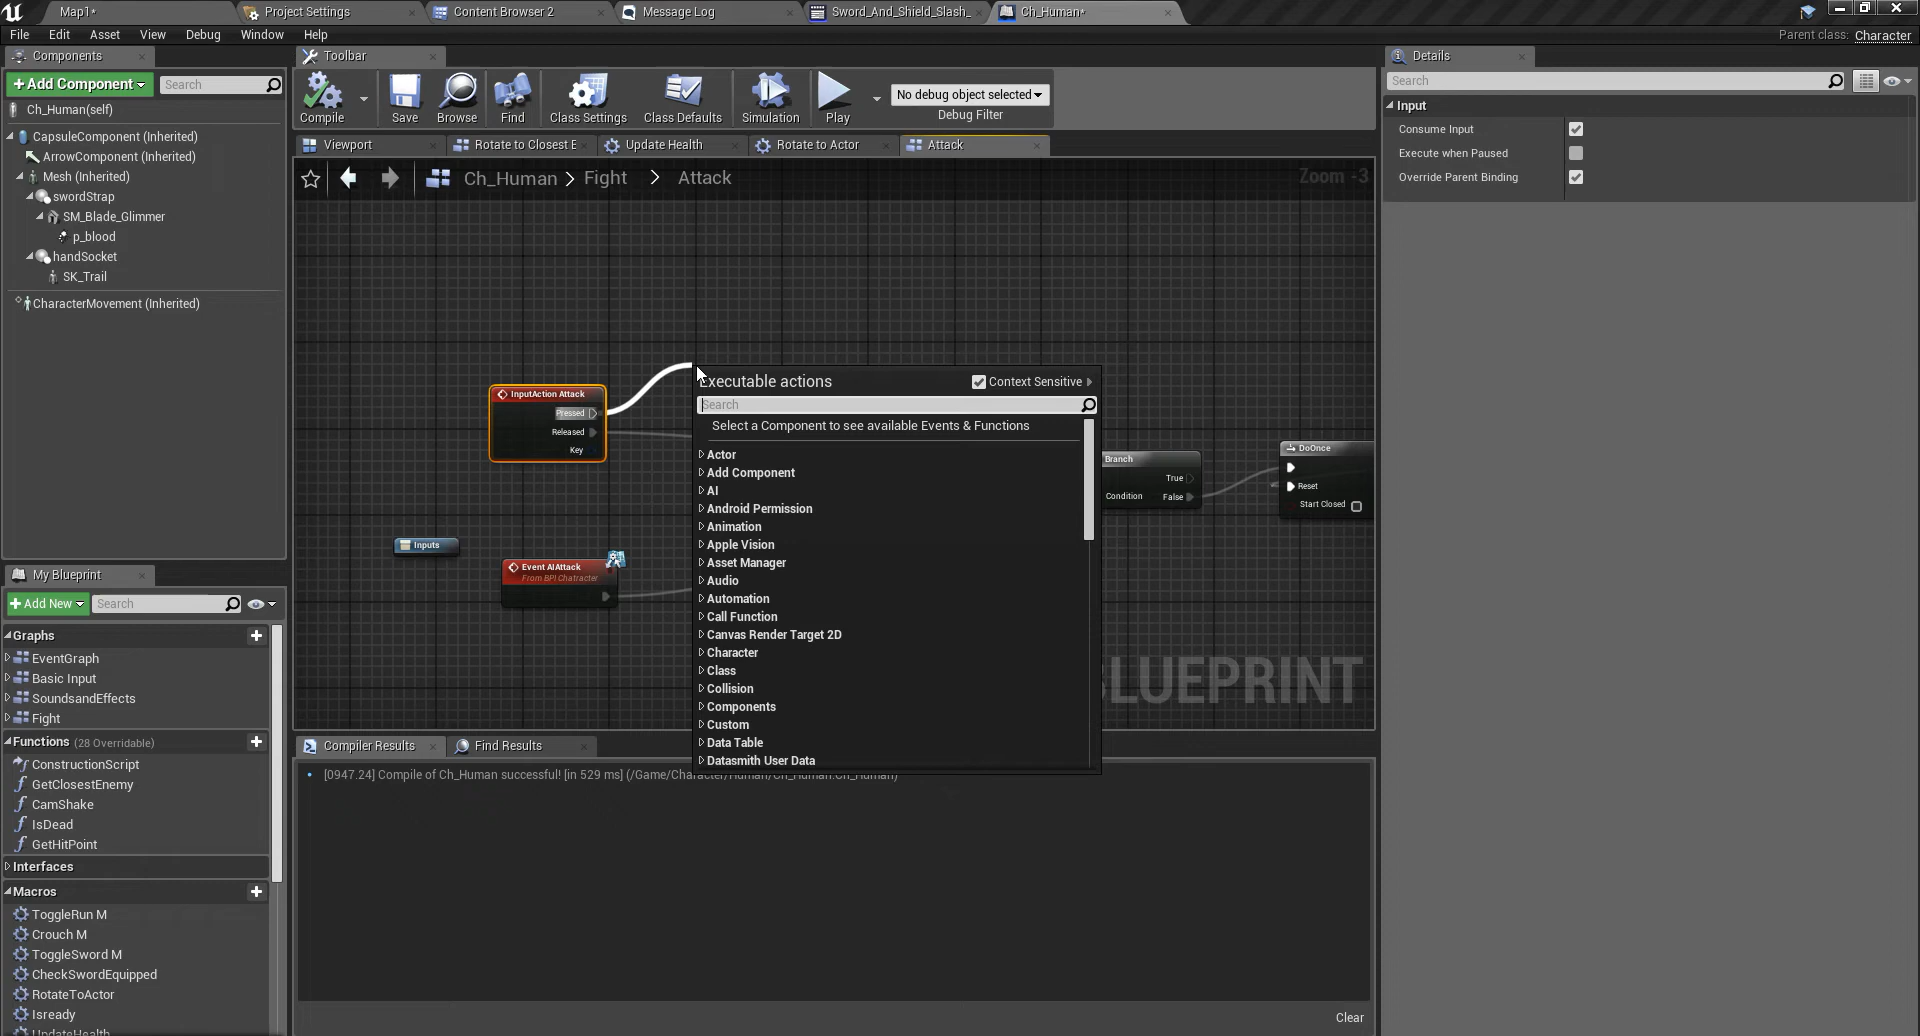 Map1*
Project Settings
Content Browser 2
Message Log
Sword_And_Shield_Slash_
Ch_Human*
File Edit Asset View Debug Window Help
Parent class: Character
Components
+Add Component
Search
Ch_Human(self)
CapsuleComponent (Inherited)
ArrowComponent (Inherited)
Mesh (Inherited)
swordStrap
SM_Blade_Glimmer
p_blood
handSocket
SK_Trail
CharacterMovement (Inherited)
My Blueprint
+Add New
Search
Graphs
EventGraph
Basic Input
SoundsandEffects
Fight
Functions (28 Overridable)
ConstructionScript
GetClosestEnemy
CamShake
IsDead
GetHitPoint
Interfaces
Macros
ToggleRun M
Crouch M
ToggleSword M
CheckSwordEquipped
RotateToActor
Isready
UpdateHealth
Toolbar
Compile
Save
Browse
Find
Class Settings
Class Defaults
Simulation
Play
No debug object selected
Debug Filter
Viewport
Rotate to Closest E
Update Health
Rotate to Actor
Attack
Ch_Human > Fight > Attack
Zoom -3
InputAction Attack
Pressed
Released
Key
Inputs
Event AIAttack
From BPI Chatracter
Executable actions
Context Sensitive
Search
Select a Component to see available Events & Functions
Actor
Add Component
AI
Android Permission
Animation
Apple Vision
Asset Manager
Audio
Automation
Call Function
Canvas Render Target 2D
Character
Class
Collision
Components
Custom
Data Table
Datasmith User Data
Branch
True
Condition
False
DoOnce
Reset
Start Closed
LUEPRINT
Compiler Results
Find Results
[0947.24] Compile of Ch_Human successful! [in 529 ms] (/Game/Character/Human/Ch_Human.Ch_Human)
Clear
Details
Search
Input
Consume Input
Execute when Paused
Override Parent Binding